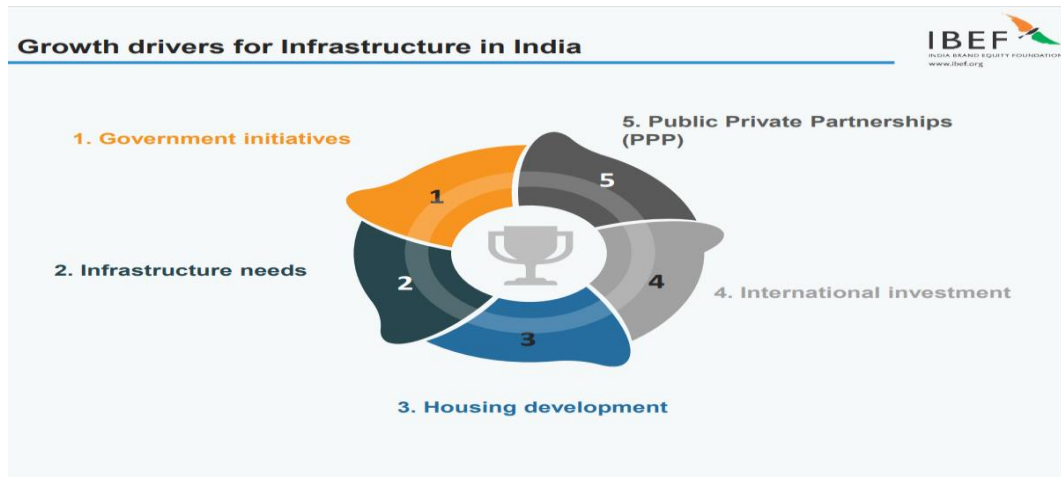 Growth drivers for Infrastructure in India
IBEF
INDIA BRAND EQUITY FOUNDATION
www.ibef.org
1. Government initiatives
5. Public Private Partnerships
(PPP)
1
5
2. Infrastructure needs
2
4
4. International investment
3
3. Housing development